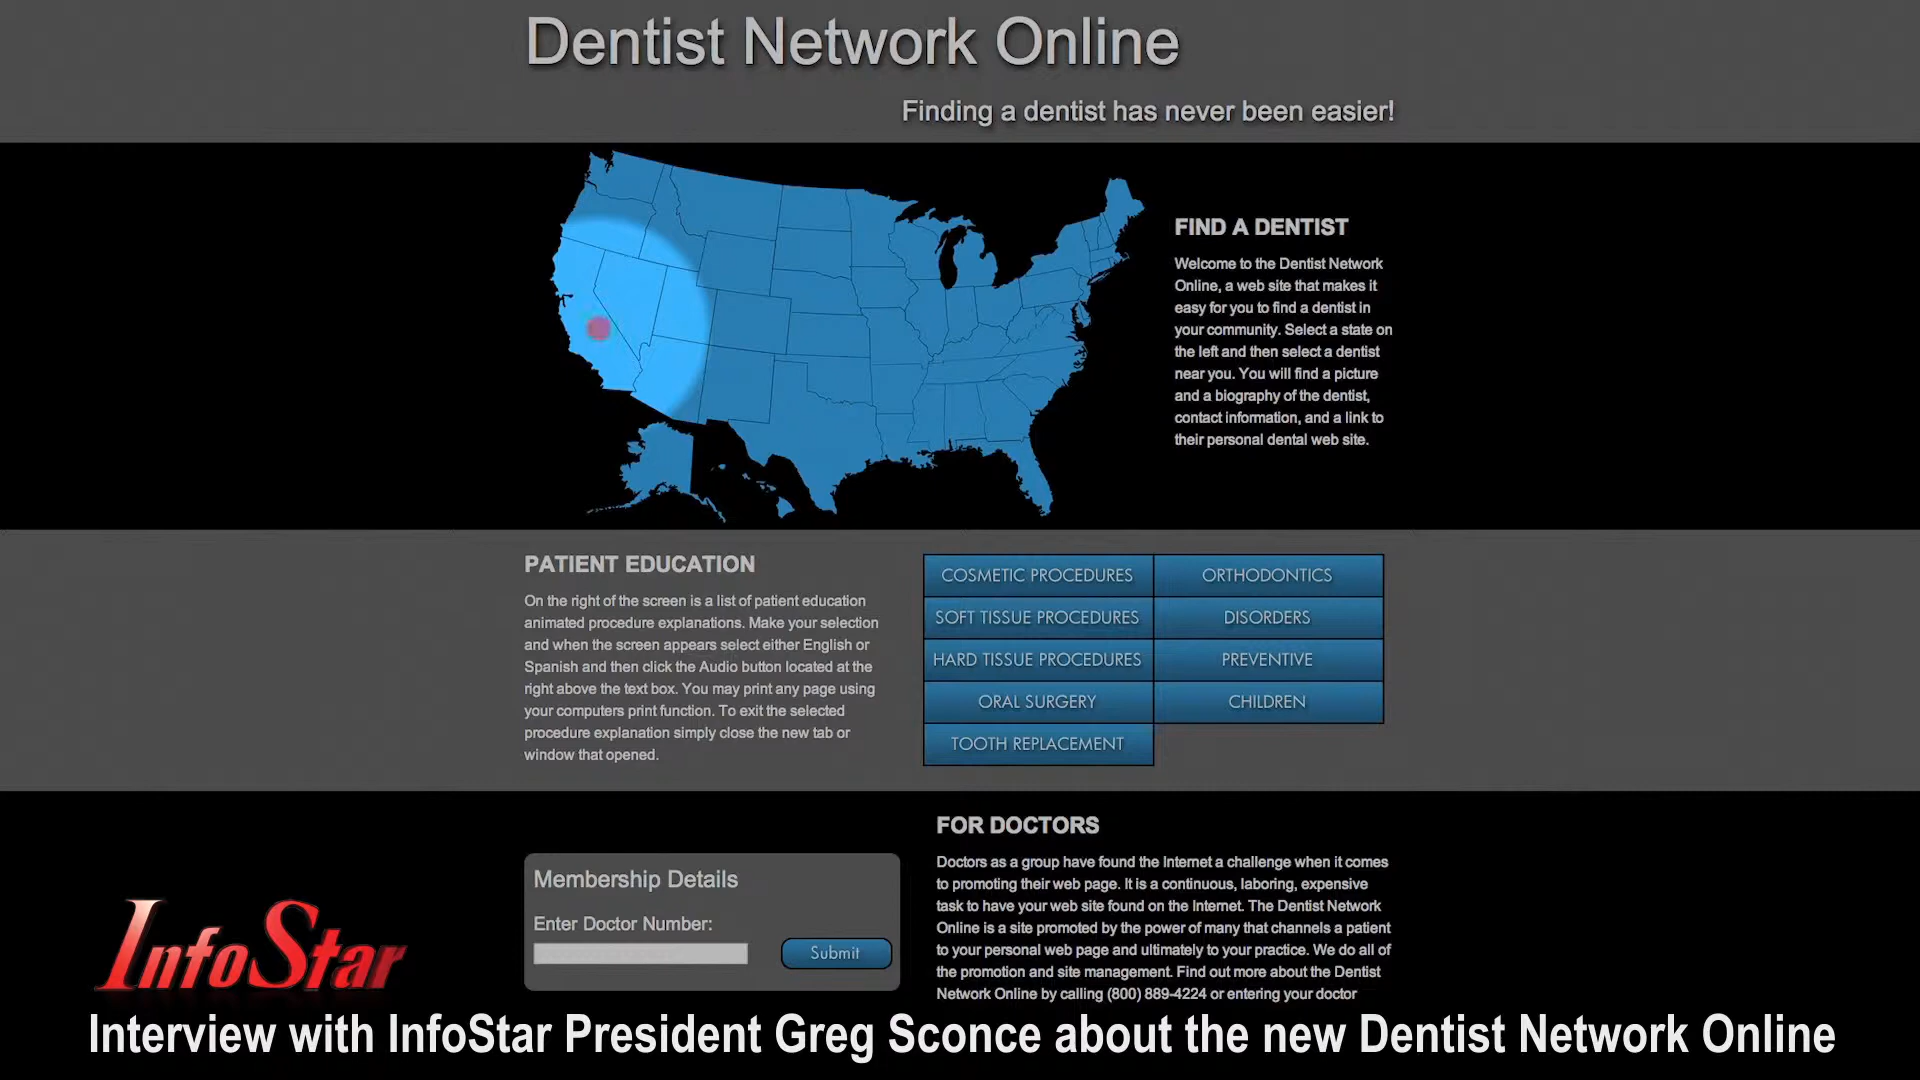 Dentist Network Online
Finding a dentist has never been easier!
FIND A DENTIST
Welcome to the Dentist Network
Online, a web site that makes it
easy for you to find a dentist in
your community. Select a state on
the left and then select a dentist
near you. You will find a picture
and a biography of the dentist,
contact information, and a link to
their personal dental web site.
PATIENT EDUCATION
On the right of the screen is a list of patient education
animated procedure explanations. Make your selection
and when the screen appears select either English or
Spanish and then click the Audio button located at the
right above the text box. You may print any page using
your computers print function. To exit the selected
procedure explanation simply close the new tab or
window that opened.
COSMETIC PROCEDURES
ORTHODONTICS
SOFT TISSUE PROCEDURES
DISORDERS
HARD TISSUE PROCEDURES
PREVENTIVE
ORAL SURGERY
CHILDREN
TOOTH REPLACEMENT
Membership Details
Enter Doctor Number:
Submit
FOR DOCTORS
Doctors as a group have found the Internet a challenge when it comes
to promoting their web page. It is a continuous, laboring, expensive
task to have your web site found on the Internet. The Dentist Network
Online is a site promoted by the power of many that channels a patient
to your personal web page and ultimately to your practice. We do all of
the promotion and site management. Find out more about the Dentist
Network Online by calling (800) 889-4224 or entering your doctor
InfoStar
Interview with InfoStar President Greg Sconce about the new Dentist Network Online